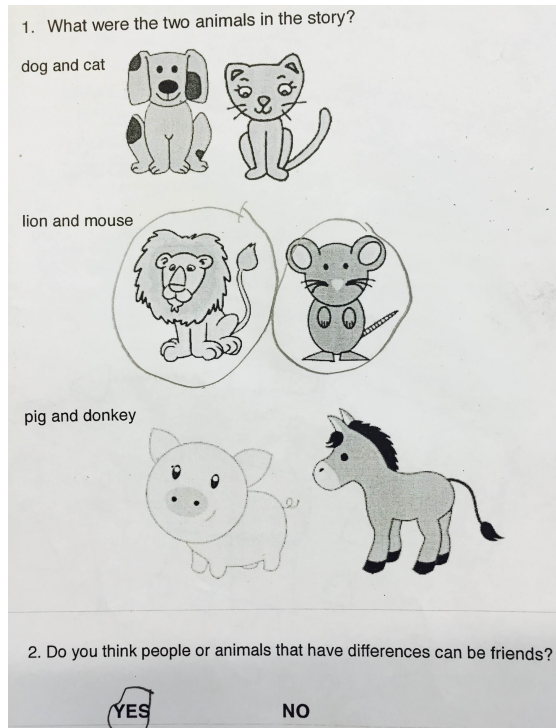 1. What were the two animals in the story?
dog and cat
lion and mouse
pig and donkey
2. Do you think people or animals that have differences can be friends?
YES NO